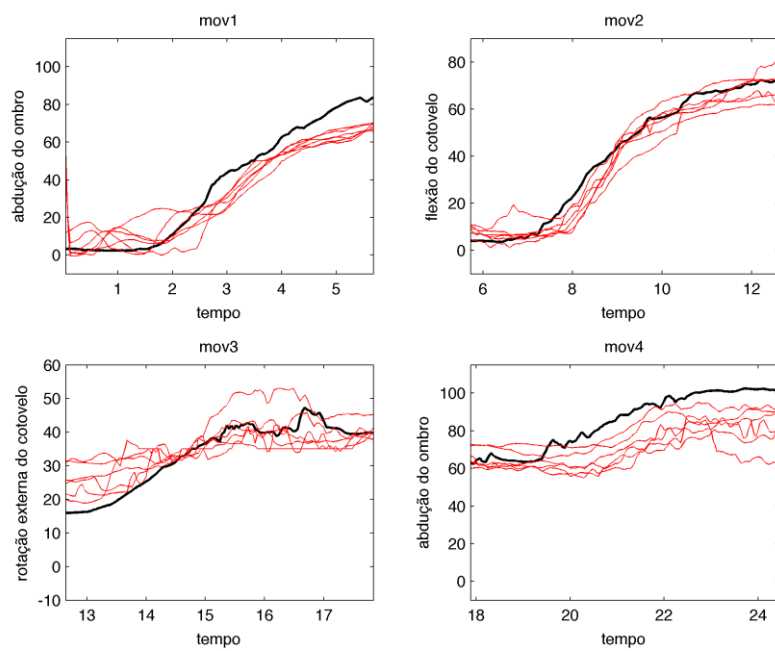 mov1
abdução do ombro
100
80
60
40
20
0
1 2 3 4 5
tempo
mov2
flexão do cotovelo
80
60
40
20
0
6 8 10 12
tempo
mov3
rotação externa do cotovelo
60
50
40
30
20
10
0
-10
13 14 15 16 17
tempo
mov4
abdução do ombro
100
80
60
40
20
0
18 20 22 24
tempo